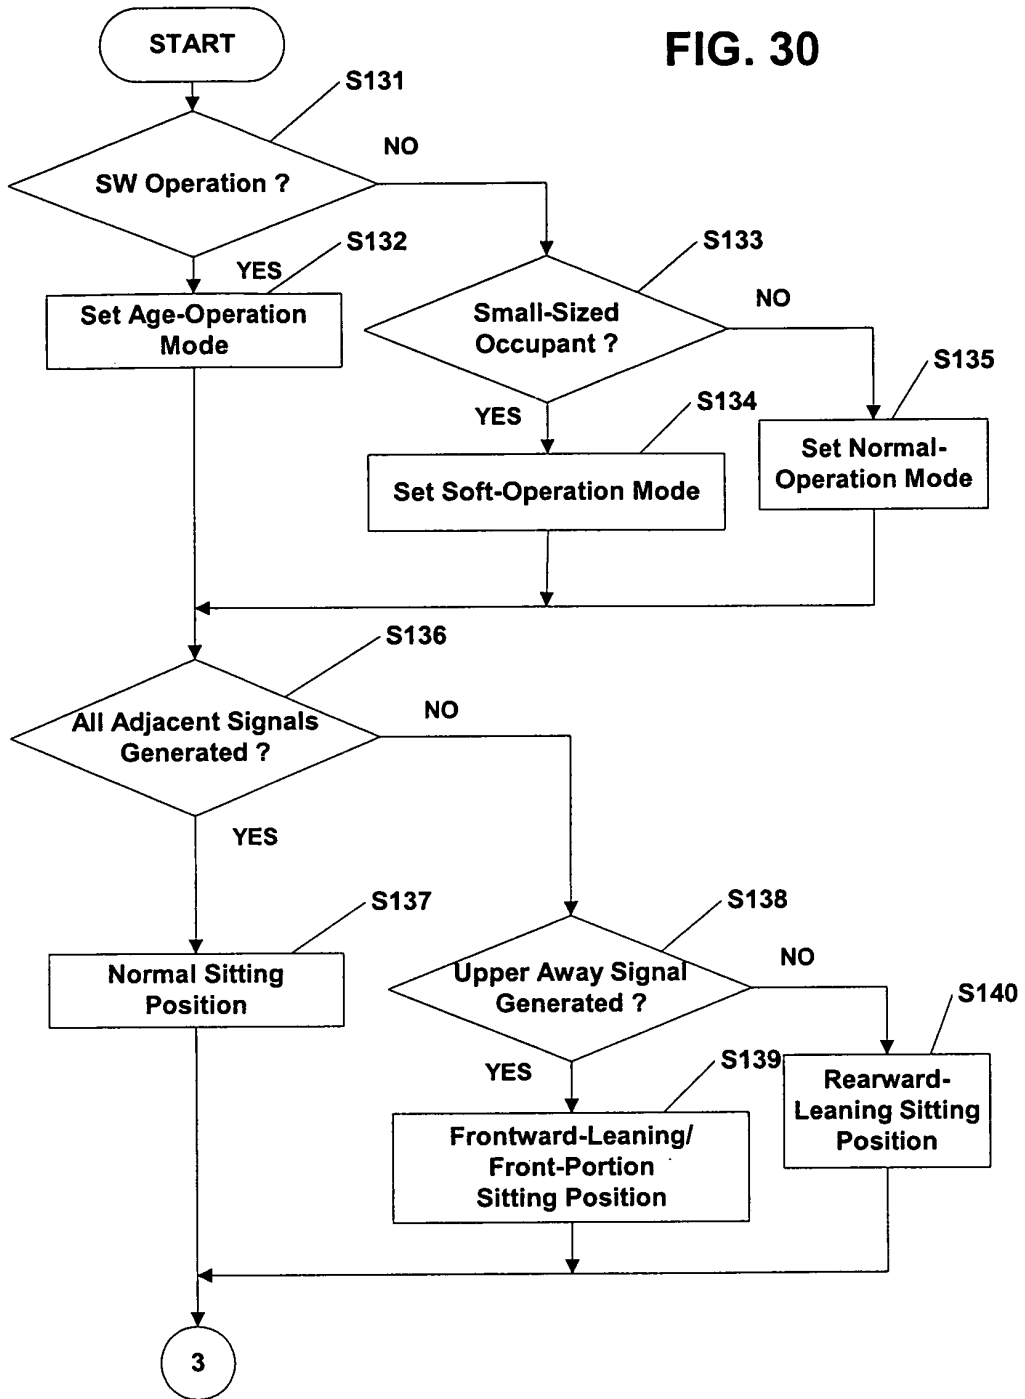 START
FIG. 30
S131
NO
SW Operation ?
S132
YES
S133
Set Age-Operation
Mode
Small-Sized
Occupant ?
NO
S135
YES
S134
Set Soft-Operation Mode
Set Normal-
Operation Mode
S136
All Adjacent Signals
Generated ?
NO
YES
S137
S138
Normal Sitting
Position
Upper Away Signal
Generated ?
NO
S140
YES
S139
Rearward-
Leaning Sitting
Position
Frontward-Leaning/
Front-Portion
Sitting Position
3